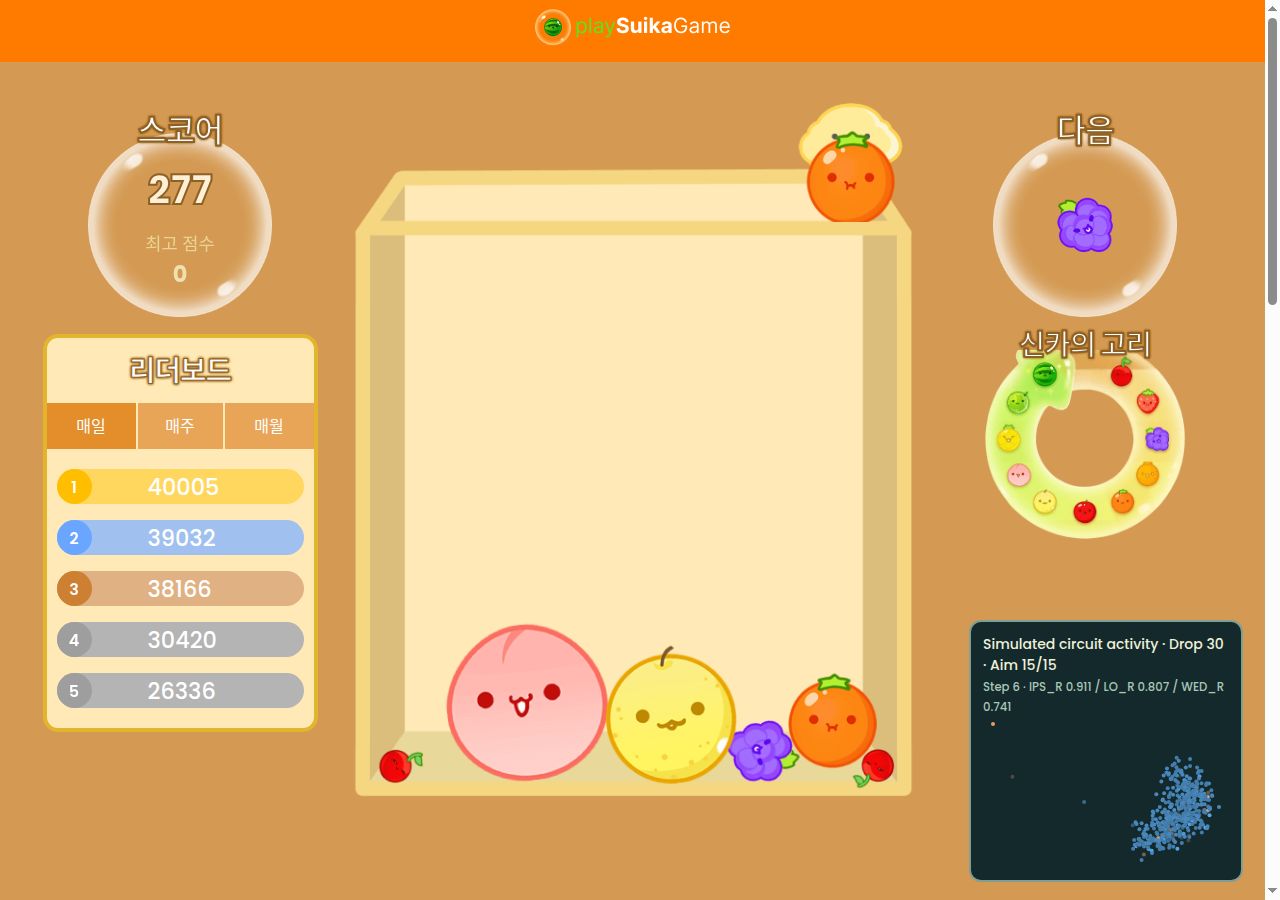 playSuikaGame
스코어
277
최고 점수
0
리더보드
매일 매주 매월
1 40005
2 39032
3 38166
4 30420
5 26336
다음
신카의 고리
Simulated circuit activity · Drop 30
· Aim 15/15
Step 6 · IPS_R 0.911 / LO_R 0.807 / WED_R
0.741